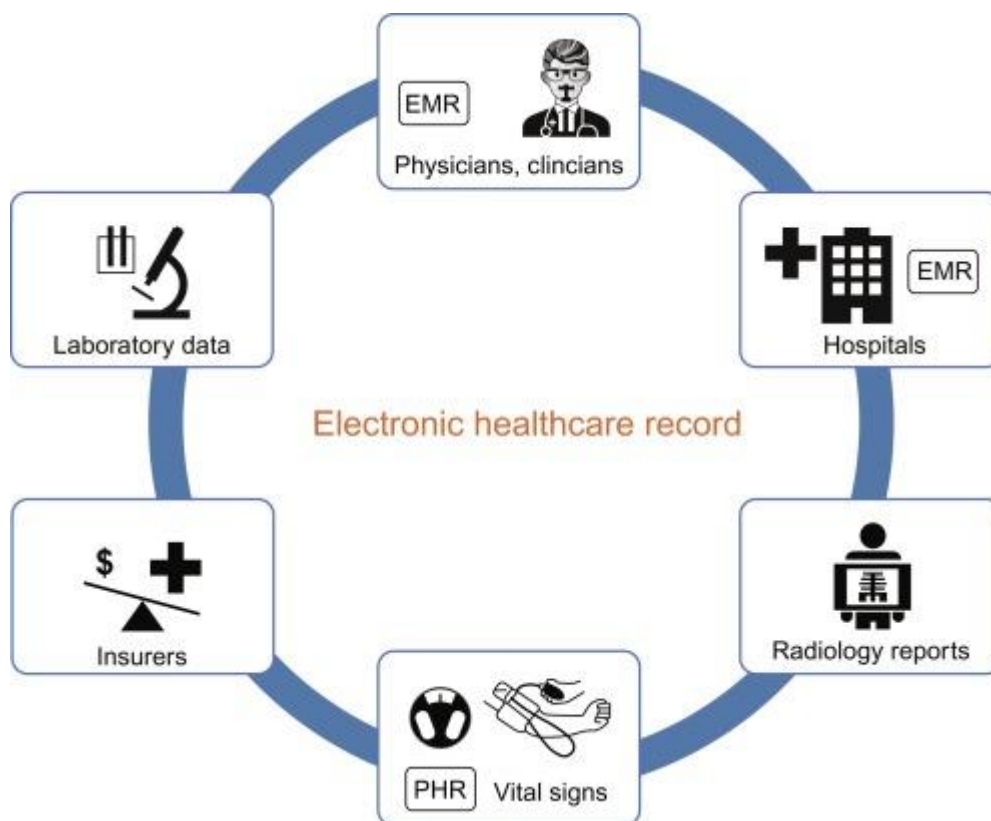 EMR
Physicians, clincians
Laboratory data
EMR
Hospitals
Electronic healthcare record
$
Insurers
Radiology reports
PHR Vital signs